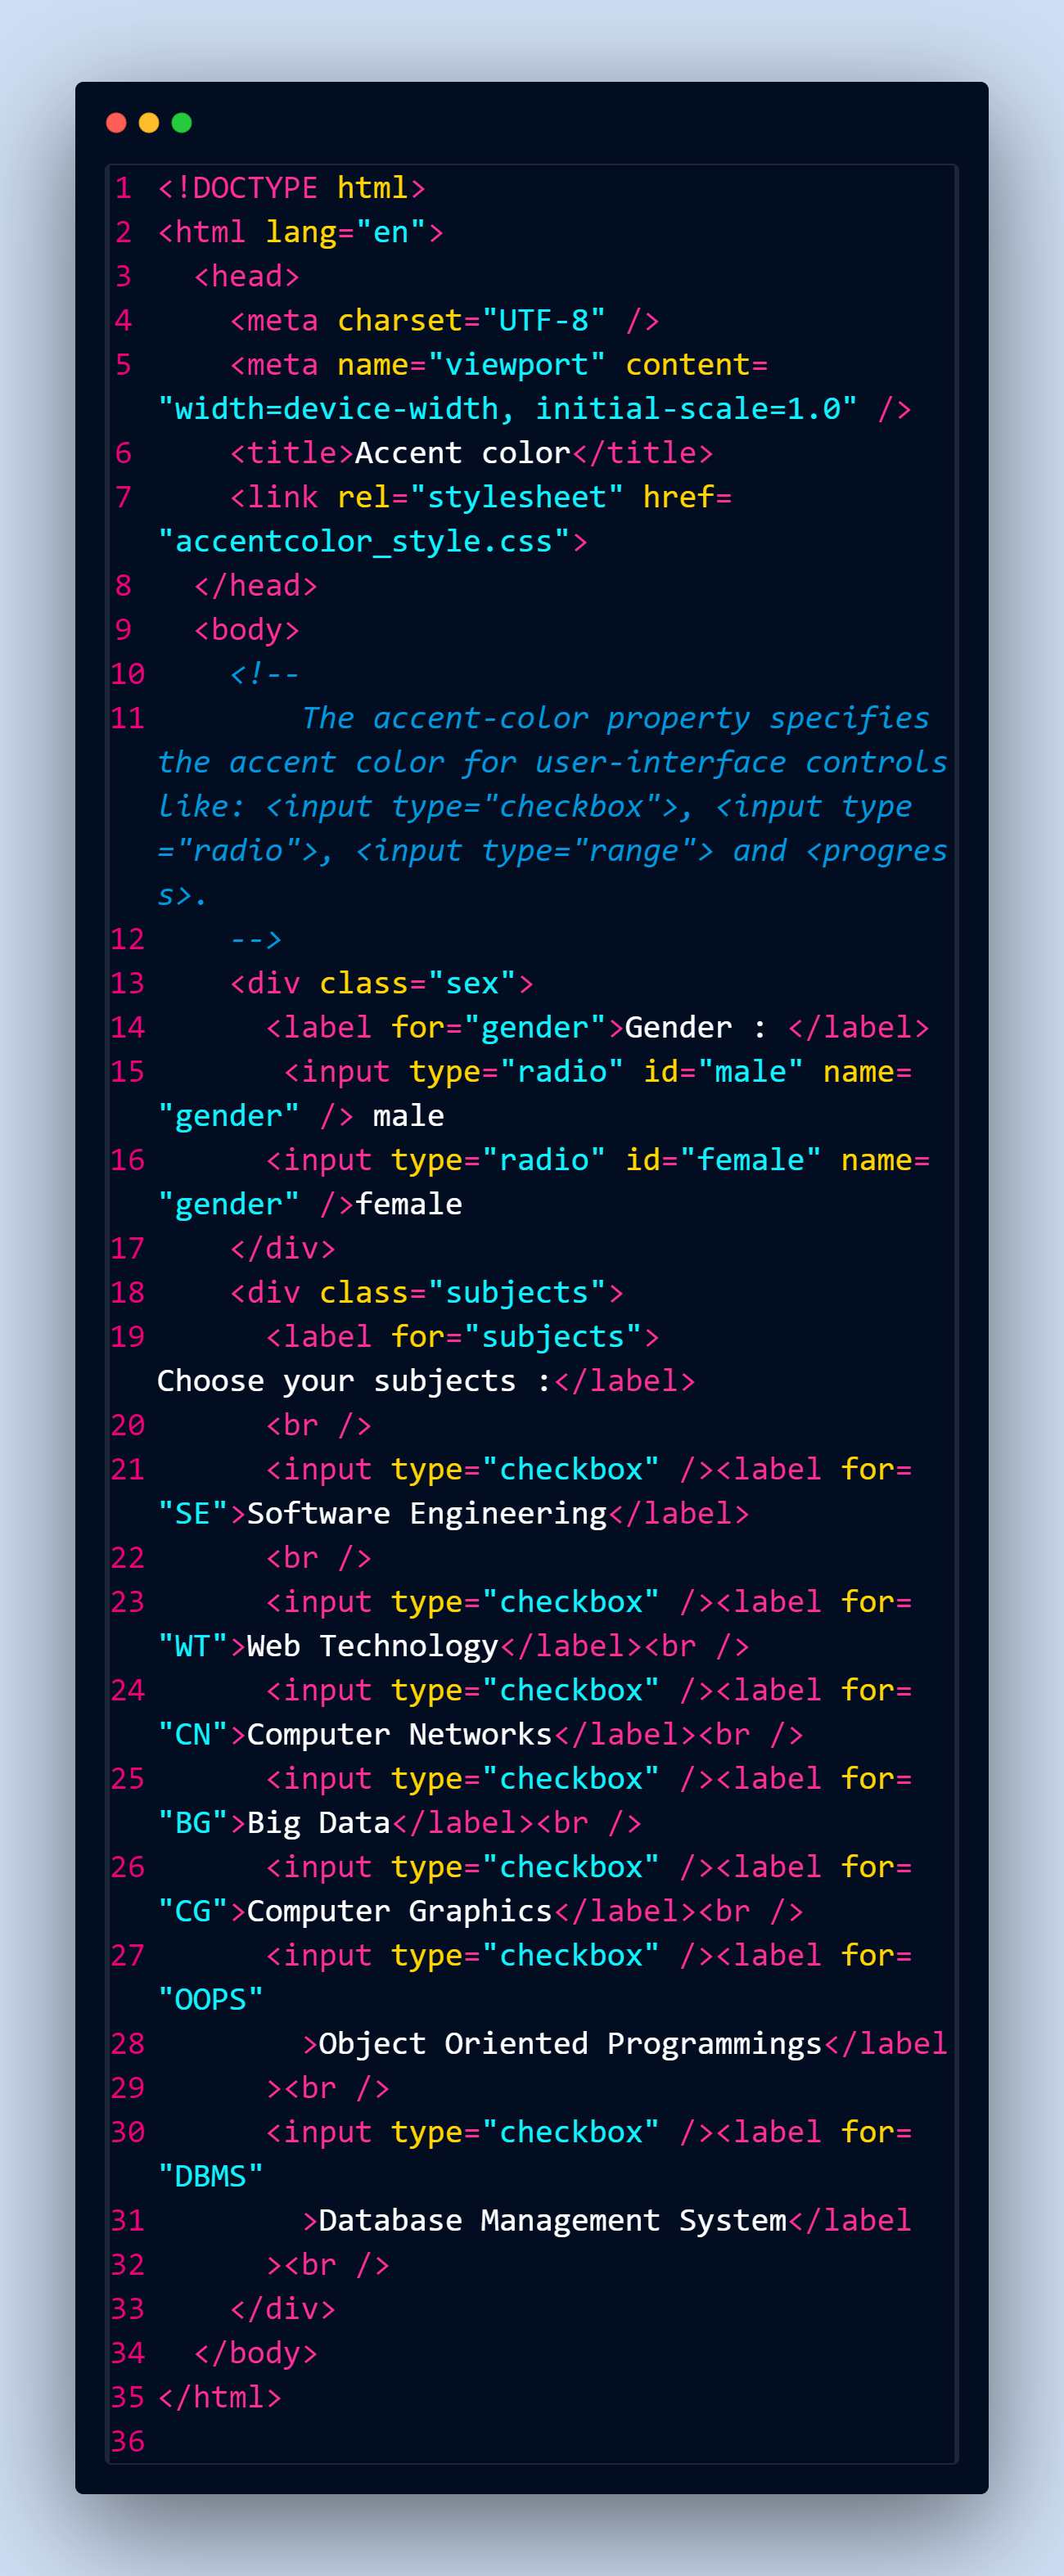 1 <!DOCTYPE html>
2 <html lang="en">
3   <head>
4     <meta charset="UTF-8" />
5     <meta name="viewport" content=
"width=device-width, initial-scale=1.0" />
6     <title>Accent color</title>
7     <link rel="stylesheet" href=
"accentcolor_style.css">
8   </head>
9   <body>
10     <!--
11         The accent-color property specifies
the accent color for user-interface controls
like: <input type="checkbox">, <input type
="radio">, <input type="range"> and <progres
s>.
12     -->
13     <div class="sex">
14       <label for="gender">Gender : </label>
15        <input type="radio" id="male" name=
"gender" /> male
16       <input type="radio" id="female" name=
"gender" />female
17     </div>
18     <div class="subjects">
19       <label for="subjects">
Choose your subjects :</label>
20       <br />
21       <input type="checkbox" /><label for=
"SE">Software Engineering</label>
22       <br />
23       <input type="checkbox" /><label for=
"WT">Web Technology</label><br />
24       <input type="checkbox" /><label for=
"CN">Computer Networks</label><br />
25       <input type="checkbox" /><label for=
"BG">Big Data</label><br />
26       <input type="checkbox" /><label for=
"CG">Computer Graphics</label><br />
27       <input type="checkbox" /><label for=
"OOPS"
28         >Object Oriented Programmings</label
29       ><br />
30       <input type="checkbox" /><label for=
"DBMS"
31         >Database Management System</label
32       ><br />
33     </div>
34   </body>
35 </html>
36